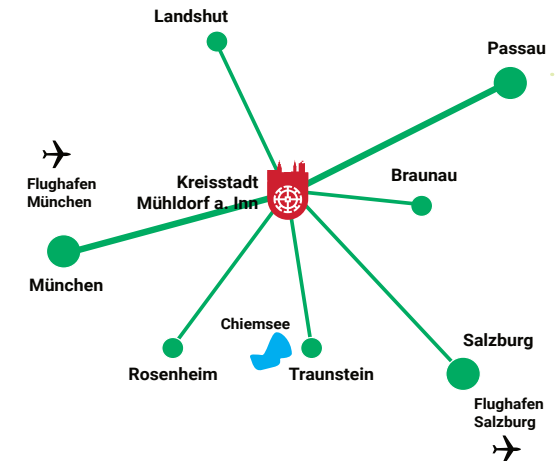 Landshut
Passau
Flughafen
München
Kreisstadt
Mühldorf a. Inn
Braunau
München
Chiemsee
Rosenheim
Traunstein
Salzburg
Flughafen
Salzburg